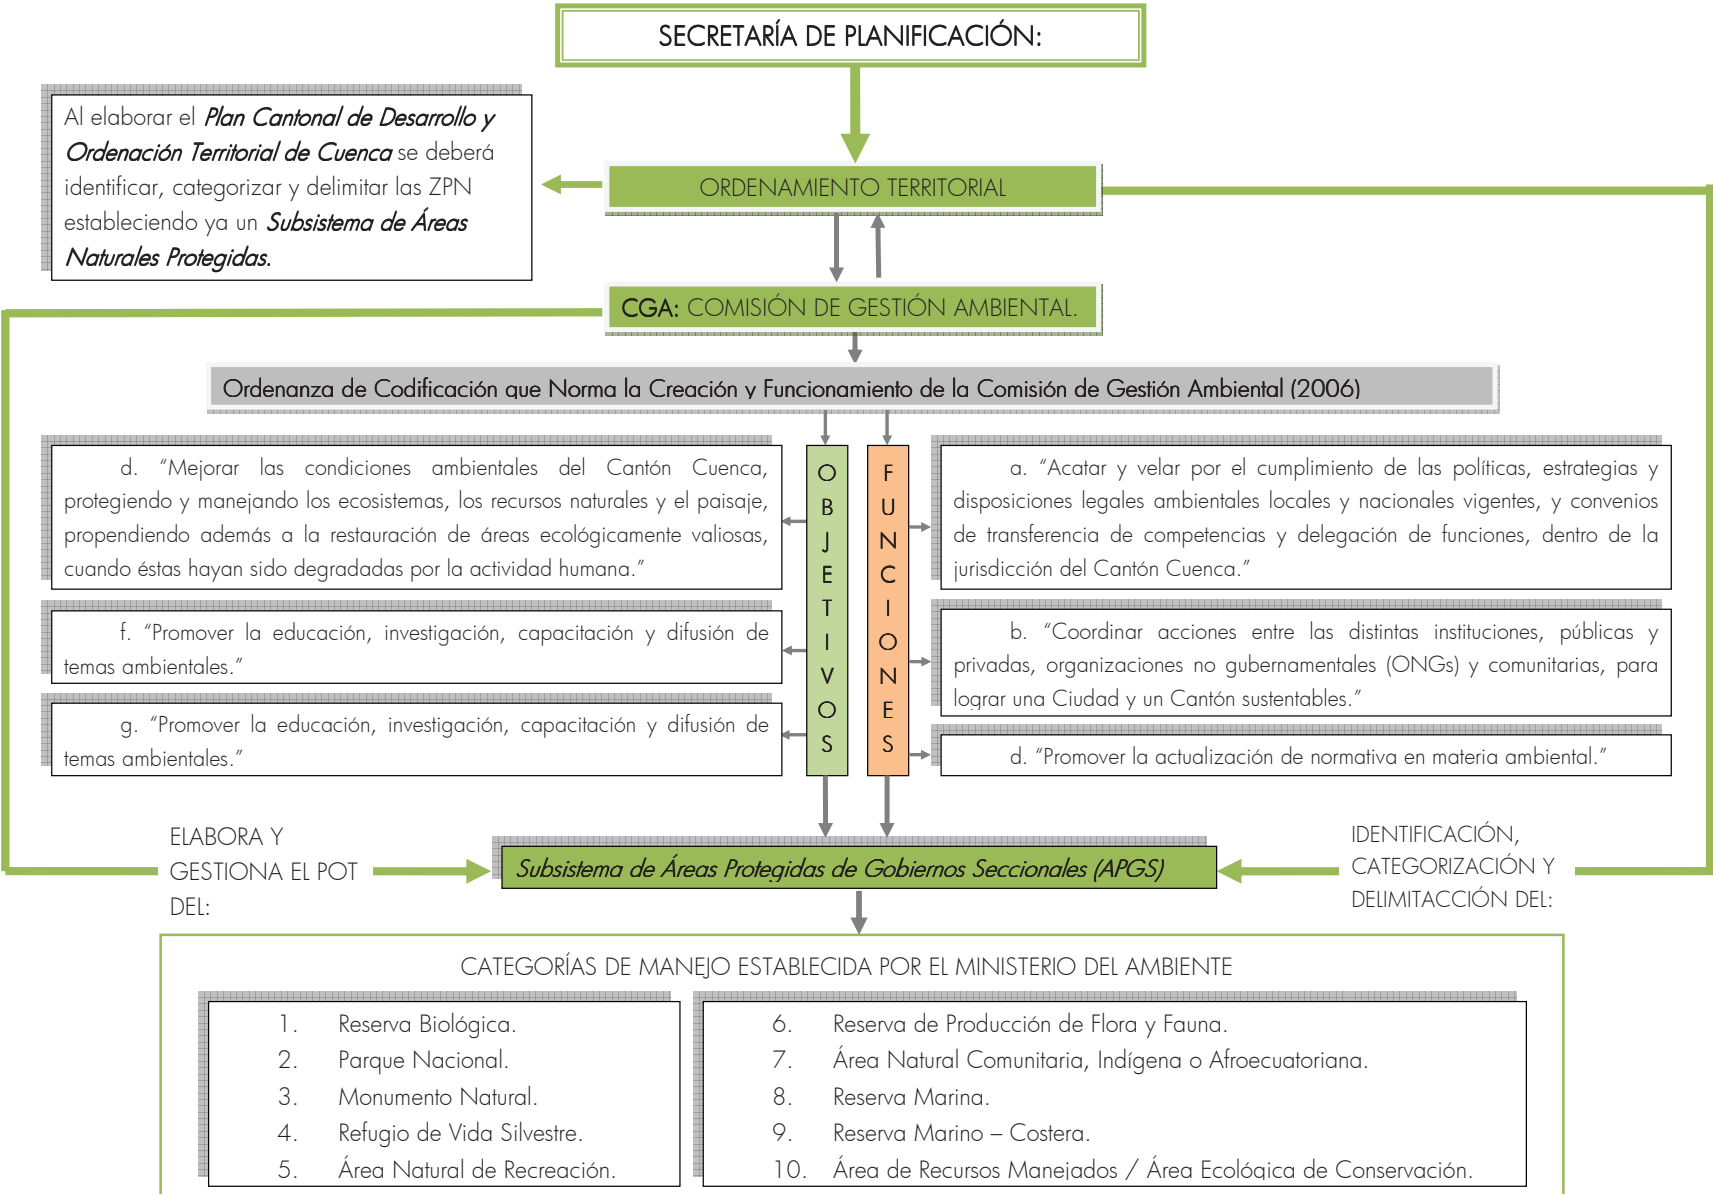 SECRETARÍA DE PLANIFICACIÓN:
Al elaborar el Plan Cantonal de Desarrollo y
Ordenación Territorial de Cuenca se deberá
identificar, categorizar y delimitar las ZPN
estableciendo ya un Subsistema de Áreas
Naturales Protegidas.
ORDENAMIENTO TERRITORIAL
CGA: COMISIÓN DE GESTIÓN AMBIENTAL.
Ordenanza de Codificación que Norma la Creación y Funcionamiento de la Comisión de Gestión Ambiental (2006)
d. “Mejorar las condiciones ambientales del Cantón Cuenca,
protegiendo y manejando los ecosistemas, los recursos naturales y el paisaje,
propendiendo además a la restauración de áreas ecológicamente valiosas,
cuando éstas hayan sido degradadas por la actividad humana.”
f. “Promover la educación, investigación, capacitación y difusión de
temas ambientales.”
g. “Promover la educación, investigación, capacitación y difusión de
temas ambientales.”
OBJETIVOS
FUNCIONES
a. “Acatar y velar por el cumplimiento de las políticas, estrategias y
disposiciones legales ambientales locales y nacionales vigentes, y convenios
de transferencia de competencias y delegación de funciones, dentro de la
jurisdicción del Cantón Cuenca.”
b. “Coordinar acciones entre las distintas instituciones, públicas y
privadas, organizaciones no gubernamentales (ONGs) y comunitarias, para
lograr una Ciudad y un Cantón sustentables.”
d. “Promover la actualización de normativa en materia ambiental.”
ELABORA Y
GESTIONA EL POT
DEL:
Subsistema de Áreas Protegidas de Gobiernos Seccionales (APGS)
IDENTIFICACIÓN,
CATEGORIZACIÓN Y
DELIMITACCIÓN DEL:
CATEGORÍAS DE MANEJO ESTABLECIDA POR EL MINISTERIO DEL AMBIENTE
1. Reserva Biológica.
2. Parque Nacional.
3. Monumento Natural.
4. Refugio de Vida Silvestre.
5. Área Natural de Recreación.
6. Reserva de Producción de Flora y Fauna.
7. Área Natural Comunitaria, Indígena o Afroecuatoriana.
8. Reserva Marina.
9. Reserva Marino – Costera.
10. Área de Recursos Manejados / Área Ecológica de Conservación.